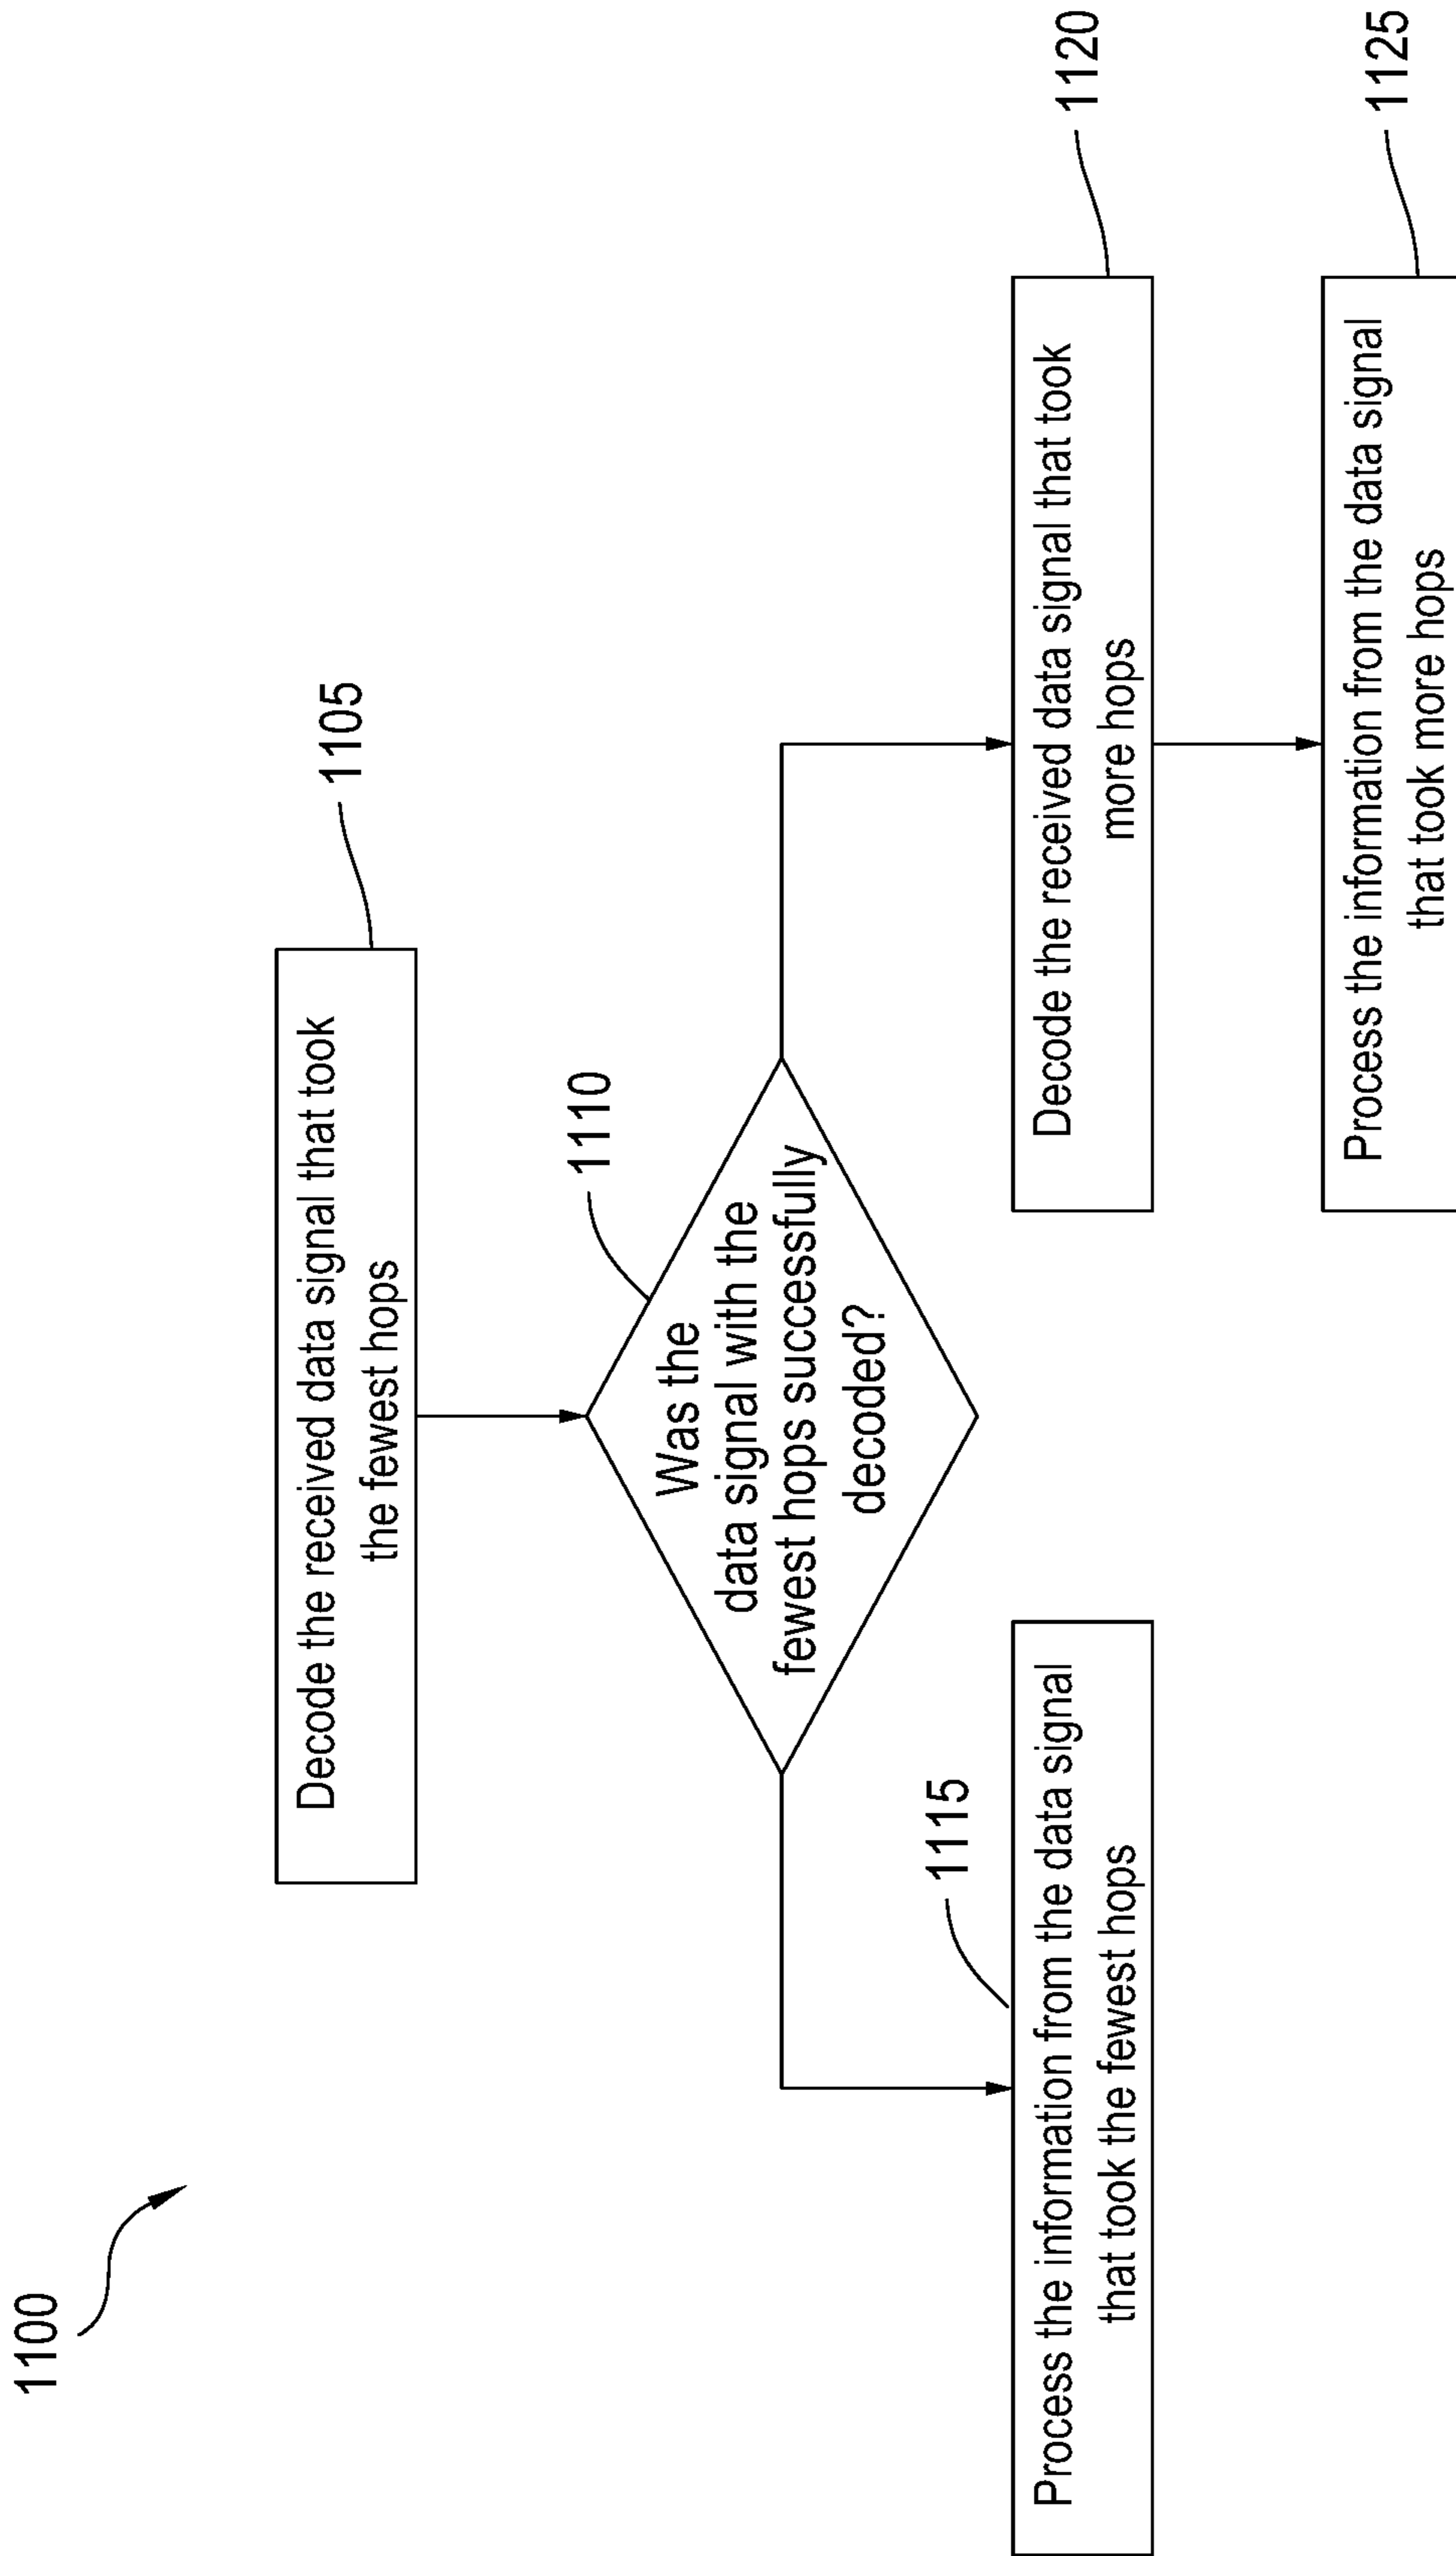 1100
1105
Decode the received data signal that took
the fewest hops
1110
Was the
data signal with the
fewest hops successfully
decoded?
1115
Process the information from the data signal
that took the fewest hops
1120
Decode the received data signal that took
more hops
1125
Process the information from the data signal
that took more hops